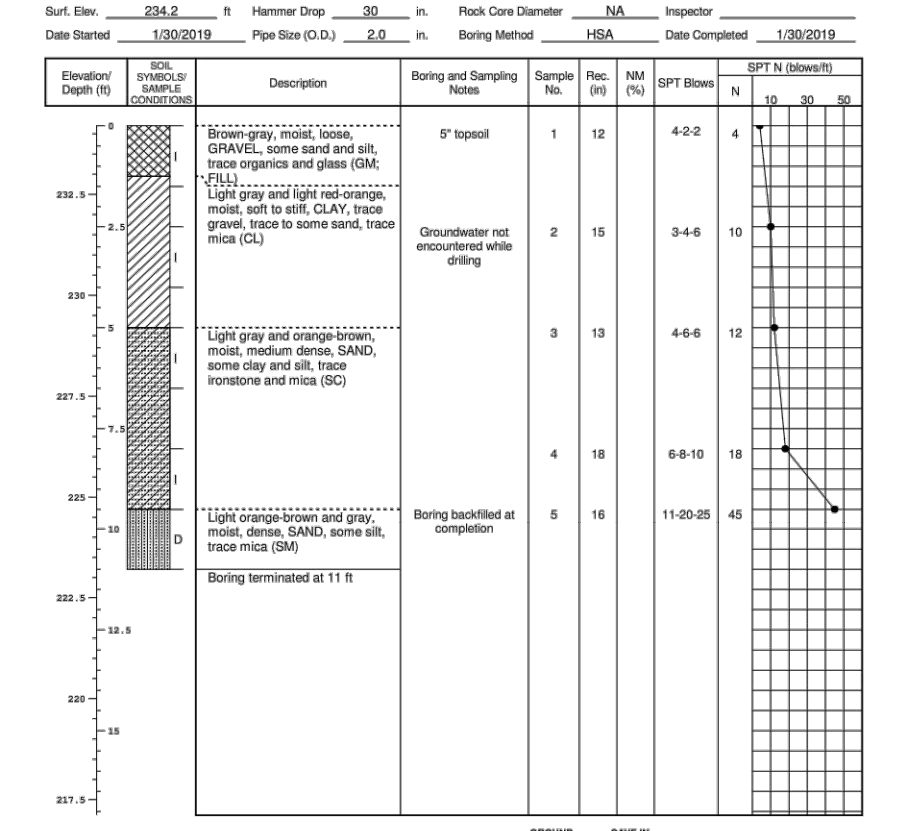 Surf. Elev. 234.2 ft Hammer Drop 30 in. Rock Core Diameter NA Inspector
Date Started 1/30/2019 Pipe Size (O.D.) 2.0 in. Boring Method HSA Date Completed 1/30/2019
Elevation/
Depth (ft)
SOIL
SYMBOLS/
SAMPLE
CONDITIONS
Description
Boring and Sampling
Notes
Sample
No.
Rec.
(in)
NM
(%)
SPT Blows
SPT N (blows/ft)
N
10 30 50
0
Brown-gray, moist, loose,
GRAVEL, some sand and silt,
trace organics and glass (GM;
FILL)
I
5" topsoil
1 12 4-2-2 4
232.5
Light gray and light red-orange,
moist, soft to stiff, CLAY, trace
gravel, trace to some sand, trace
mica (CL)
2.5
I
Groundwater not
encountered while
drilling
2 15 3-4-6 10
230
5
Light gray and orange-brown,
moist, medium dense, SAND,
some clay and silt, trace
ironstone and mica (SC)
I
3 13 4-6-6 12
227.5
7.5
I
4 18 6-8-10 18
225
Light orange-brown and gray,
moist, dense, SAND, some silt,
trace mica (SM)
10
D
Boring backfilled at
completion
5 16 11-20-25 45
Boring terminated at 11 ft
222.5
12.5
220
15
217.5